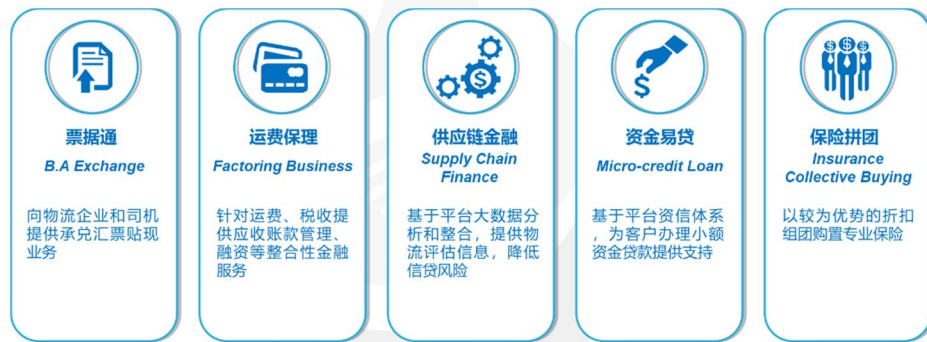 票据通
B.A Exchange
向物流企业和司机
提供承兑汇票贴现
业务
运费保理
Factoring Business
针对运费、税收提
供应收账款管理、
融资等整合性金融
服务
供应链金融
Supply Chain
Finance
基于平台大数据分
析和整合，提供物
流评估信息，降低
信贷风险
资金易贷
Micro-credit Loan
基于平台资信体系
，为客户办理小额
资金贷款提供支持
保险拼团
Insurance
Collective Buying
以较为优势的折扣
组团购置专业保险